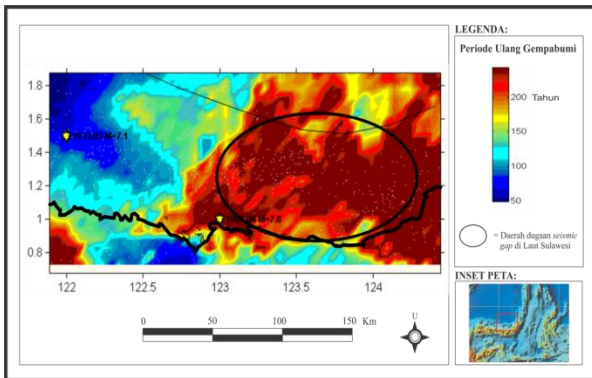 LEGENDA:
Periode Ulang Gempabumi
Tahun
200
150
100
50
= Daerah dugaan seismic
gap di Laut Sulawesi
INSET PETA:
1.8
1.6
1.4
1.2
1
0.8
122
122.5
123
123.5
124
M=7.1
0
50
100
150
Km
U